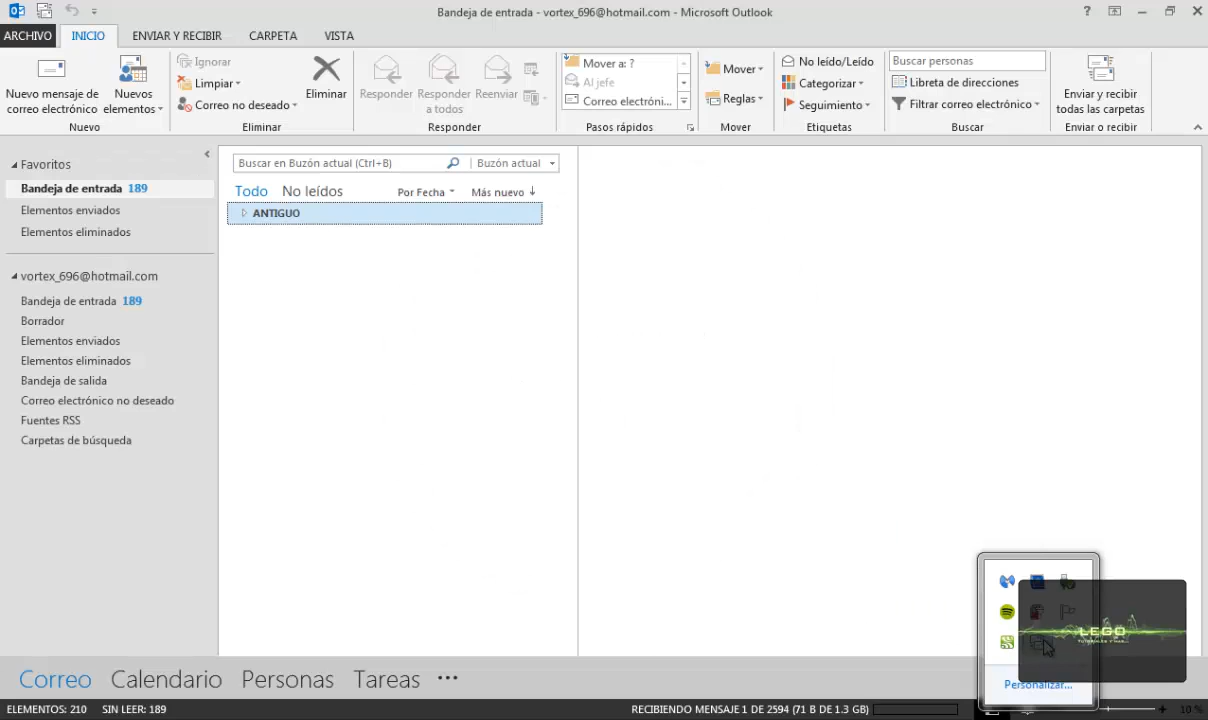 Bandeja de entrada - vortex_696@hotmail.com - Microsoft Outlook
ARCHIVO INICIO ENVIAR Y RECIBIR CARPETA VISTA
Nuevo mensaje de correo electrónico
Nuevos elementos
Nuevo
Ignorar
Limpiar
Correo no deseado
Eliminar
Eliminar
Responder
Responder a todos
Reenviar
Responder
Mover a: ?
Al jefe
Correo electróni...
Pasos rápidos
Mover
Reglas
Mover
No leído/Leído
Categorizar
Seguimiento
Etiquetas
Buscar personas
Libreta de direcciones
Filtrar correo electrónico
Buscar
Enviar y recibir todas las carpetas
Enviar o recibir
Favoritos
Bandeja de entrada 189
Elementos enviados
Elementos eliminados
vortex_696@hotmail.com
Bandeja de entrada 189
Borrador
Elementos enviados
Elementos eliminados
Bandeja de salida
Correo electrónico no deseado
Fuentes RSS
Carpetas de búsqueda
Buscar en Buzón actual (Ctrl+B) Buzón actual
Todo No leídos Por Fecha Más nuevo
ANTIGUO
LEGO
Personalizar...
Correo Calendario Personas Tareas
ELEMENTOS: 210 SIN LEER: 189 RECIBIENDO MENSAJE 1 DE 2594 (71 B DE 1.3 GB) 10 %